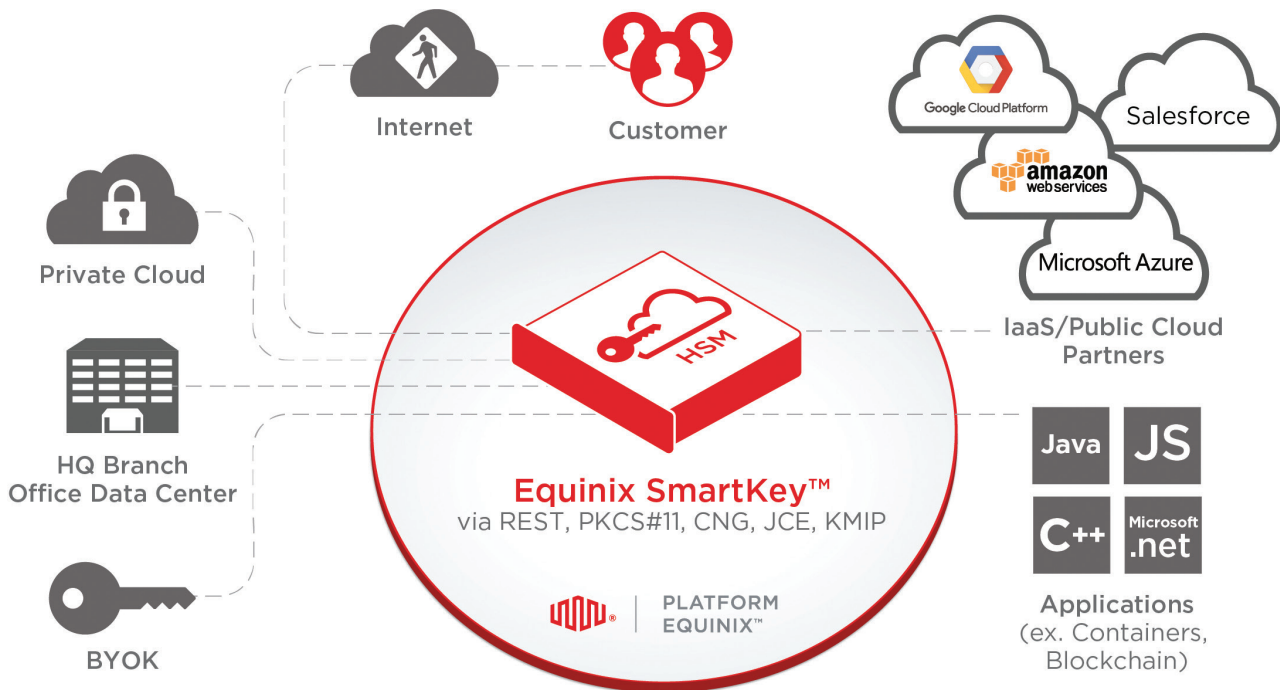 Internet
Customer
Google Cloud Platform
Salesforce
amazon
web services
Microsoft Azure
IaaS/Public Cloud
Partners
Private Cloud
HQ Branch
Office Data Center
BYOK
HSM
Equinix SmartKey™
via REST, PKCS#11, CNG, JCE, KMIP
®
PLATFORM
EQUINIX™
Java
JS
C++
Microsoft
.net
Applications
(ex. Containers,
Blockchain)